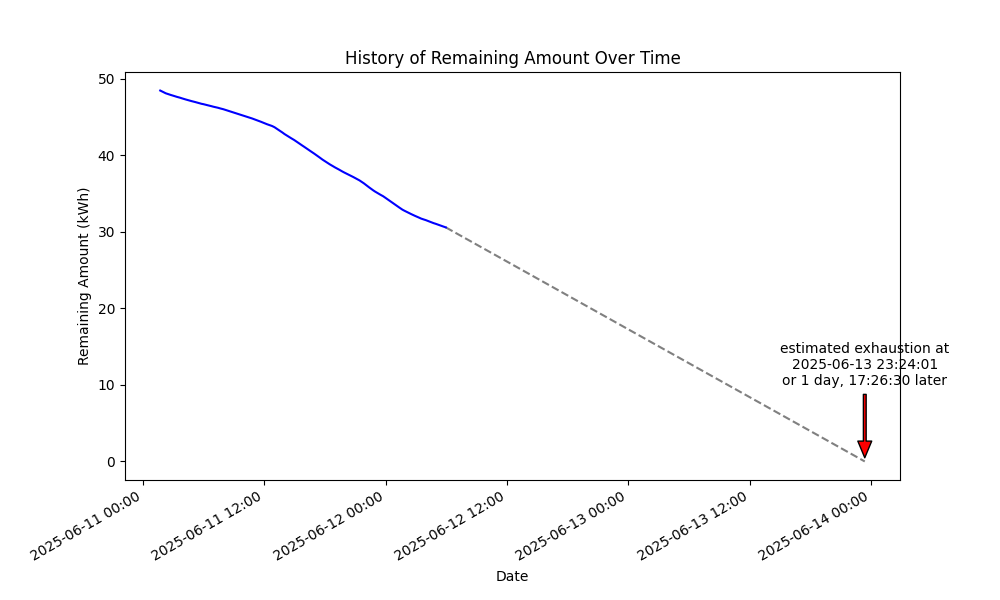 History of Remaining Amount Over Time
Remaining Amount (kWh)
50
40
30
20
10
0
estimated exhaustion at
2025-06-13 23:24:01
or 1 day, 17:26:30 later
2025-06-11 00:00
2025-06-11 12:00
2025-06-12 00:00
2025-06-12 12:00
2025-06-13 00:00
2025-06-13 12:00
2025-06-14 00:00
Date